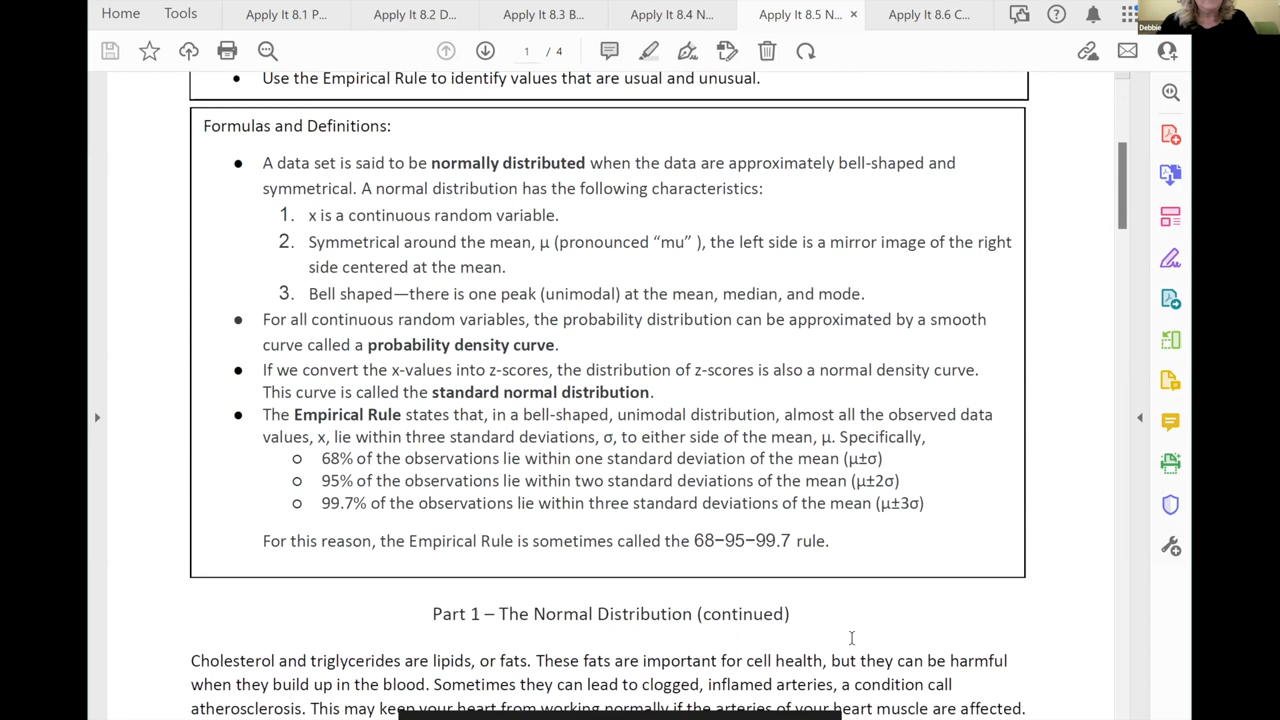 Home
Tools
Apply It 8.1 P...
Apply It 8.2 D...
Apply It 8.3 B...
Apply It 8.4 N...
Apply It 8.5 N... ×
Apply It 8.6 C...
Debbie
1 / 4
• Use the Empirical Rule to identify values that are usual and unusual.
Formulas and Definitions:
● A data set is said to be normally distributed when the data are approximately bell-shaped and
symmetrical. A normal distribution has the following characteristics:
1. x is a continuous random variable.
2. Symmetrical around the mean, μ (pronounced “mu” ), the left side is a mirror image of the right
side centered at the mean.
3. Bell shaped—there is one peak (unimodal) at the mean, median, and mode.
● For all continuous random variables, the probability distribution can be approximated by a smooth
curve called a probability density curve.
● If we convert the x-values into z-scores, the distribution of z-scores is also a normal density curve.
This curve is called the standard normal distribution.
● The Empirical Rule states that, in a bell-shaped, unimodal distribution, almost all the observed data
values, x, lie within three standard deviations, σ, to either side of the mean, μ. Specifically,
○ 68% of the observations lie within one standard deviation of the mean (μ±σ)
○ 95% of the observations lie within two standard deviations of the mean (μ±2σ)
○ 99.7% of the observations lie within three standard deviations of the mean (μ±3σ)
For this reason, the Empirical Rule is sometimes called the 68−95−99.7 rule.
Part 1 – The Normal Distribution (continued)
Cholesterol and triglycerides are lipids, or fats. These fats are important for cell health, but they can be harmful
when they build up in the blood. Sometimes they can lead to clogged, inflamed arteries, a condition call
atherosclerosis. This may keep your heart from working normally if the arteries of your heart muscle are affected.